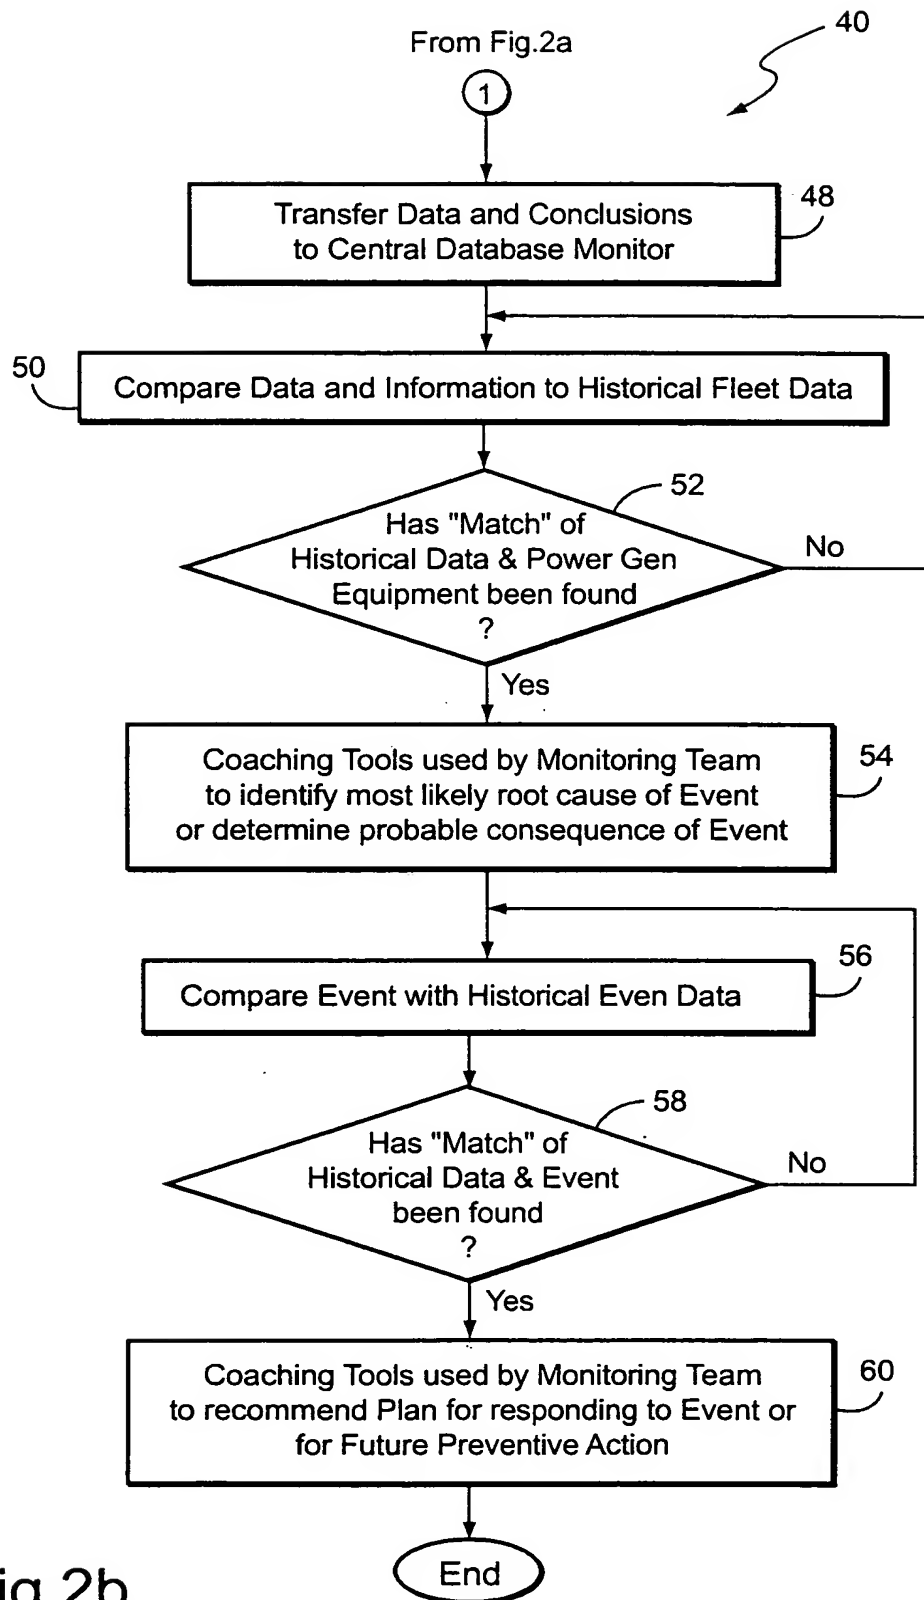 From Fig.2a
40
1
48
Transfer Data and Conclusions
to Central Database Monitor
50
Compare Data and Information to Historical Fleet Data
52
Has "Match" of
Historical Data & Power Gen
Equipment been found
?
No
Yes
54
Coaching Tools used by Monitoring Team
to identify most likely root cause of Event
or determine probable consequence of Event
56
Compare Event with Historical Even Data
58
Has "Match" of
Historical Data & Event
been found
?
No
Yes
60
Coaching Tools used by Monitoring Team
to recommend Plan for responding to Event or
for Future Preventive Action
End
ig.2b